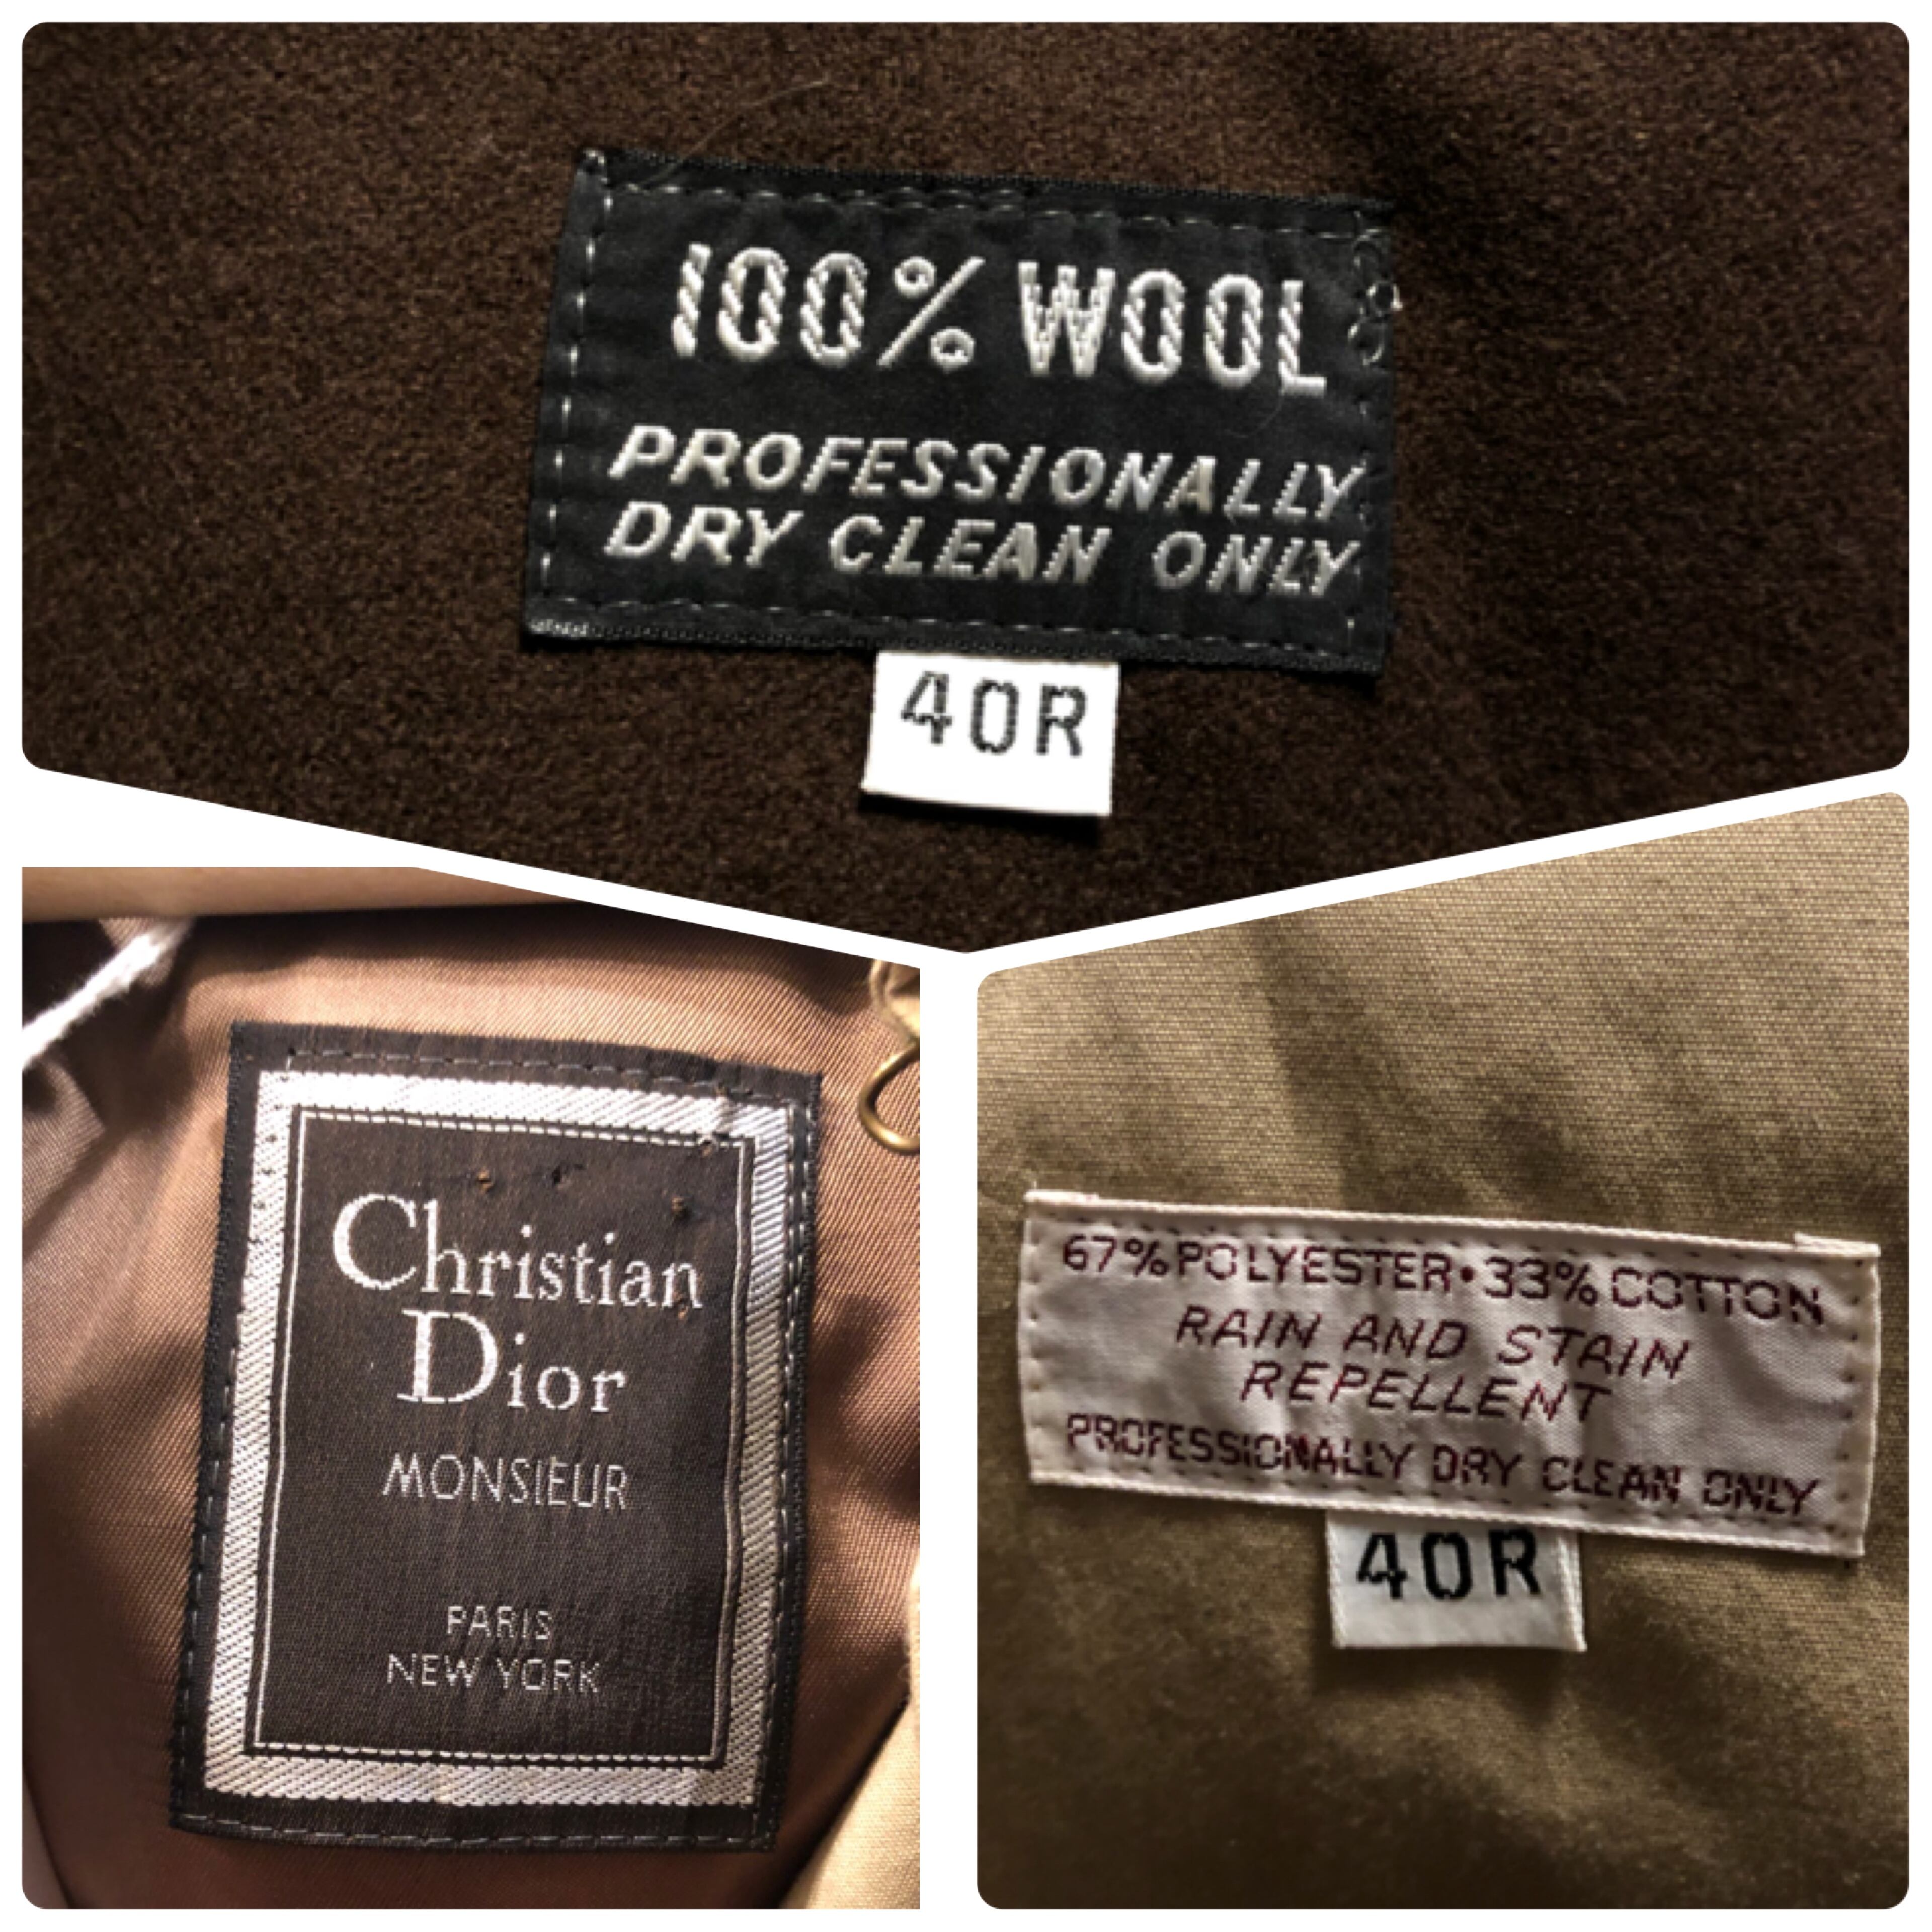 100% WOOL
PROFESSIONALLY
DRY CLEAN ONLY
40R
Christian
Dior
MONSIEUR
PARIS
NEW YORK
67% POLYESTER • 33% COTTON
RAIN AND STAIN
REPELLENT
PROFESSIONALLY DRY CLEAN ONLY
40R